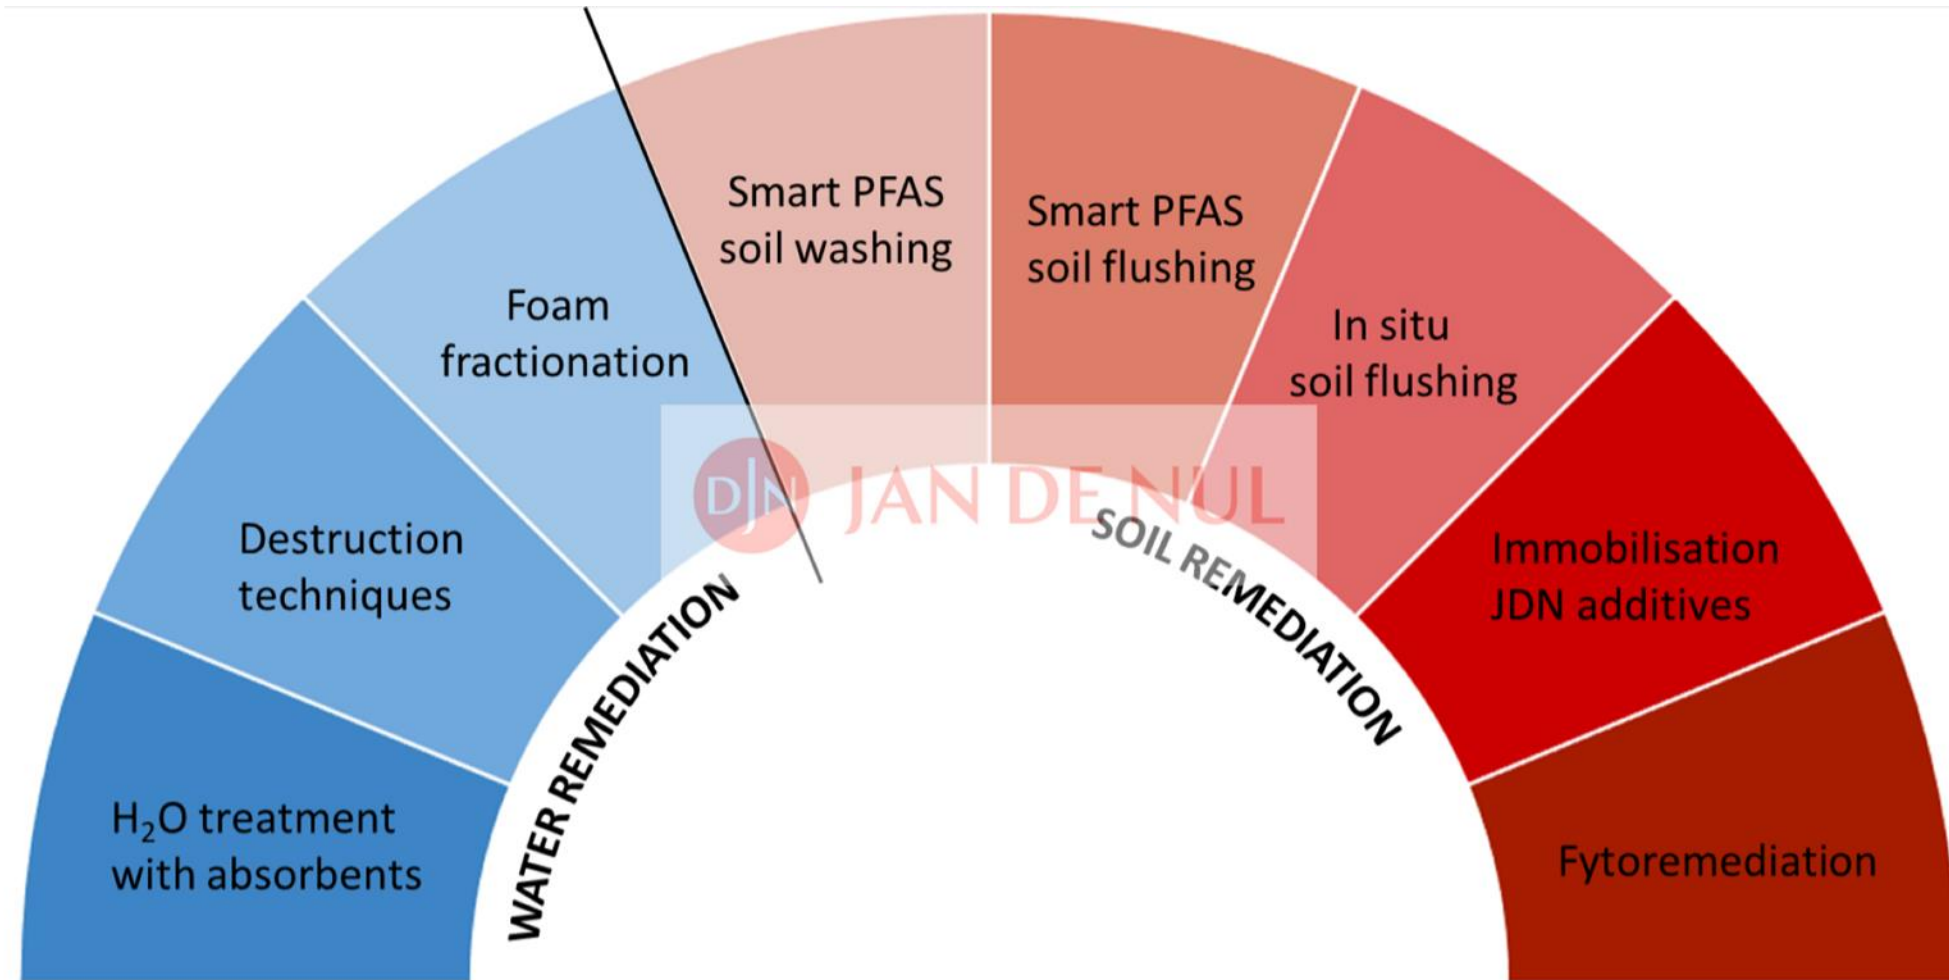 Smart PFAS
soil washing
Smart PFAS
soil flushing
Foam
fractionation
In situ
soil flushing
DJN JAN DE NUL
Destruction
techniques
Immobilisation
JDN additives
SOIL REMEDIATION
WATER REMEDIATION
H₂O treatment
with absorbents
Fytoremediation